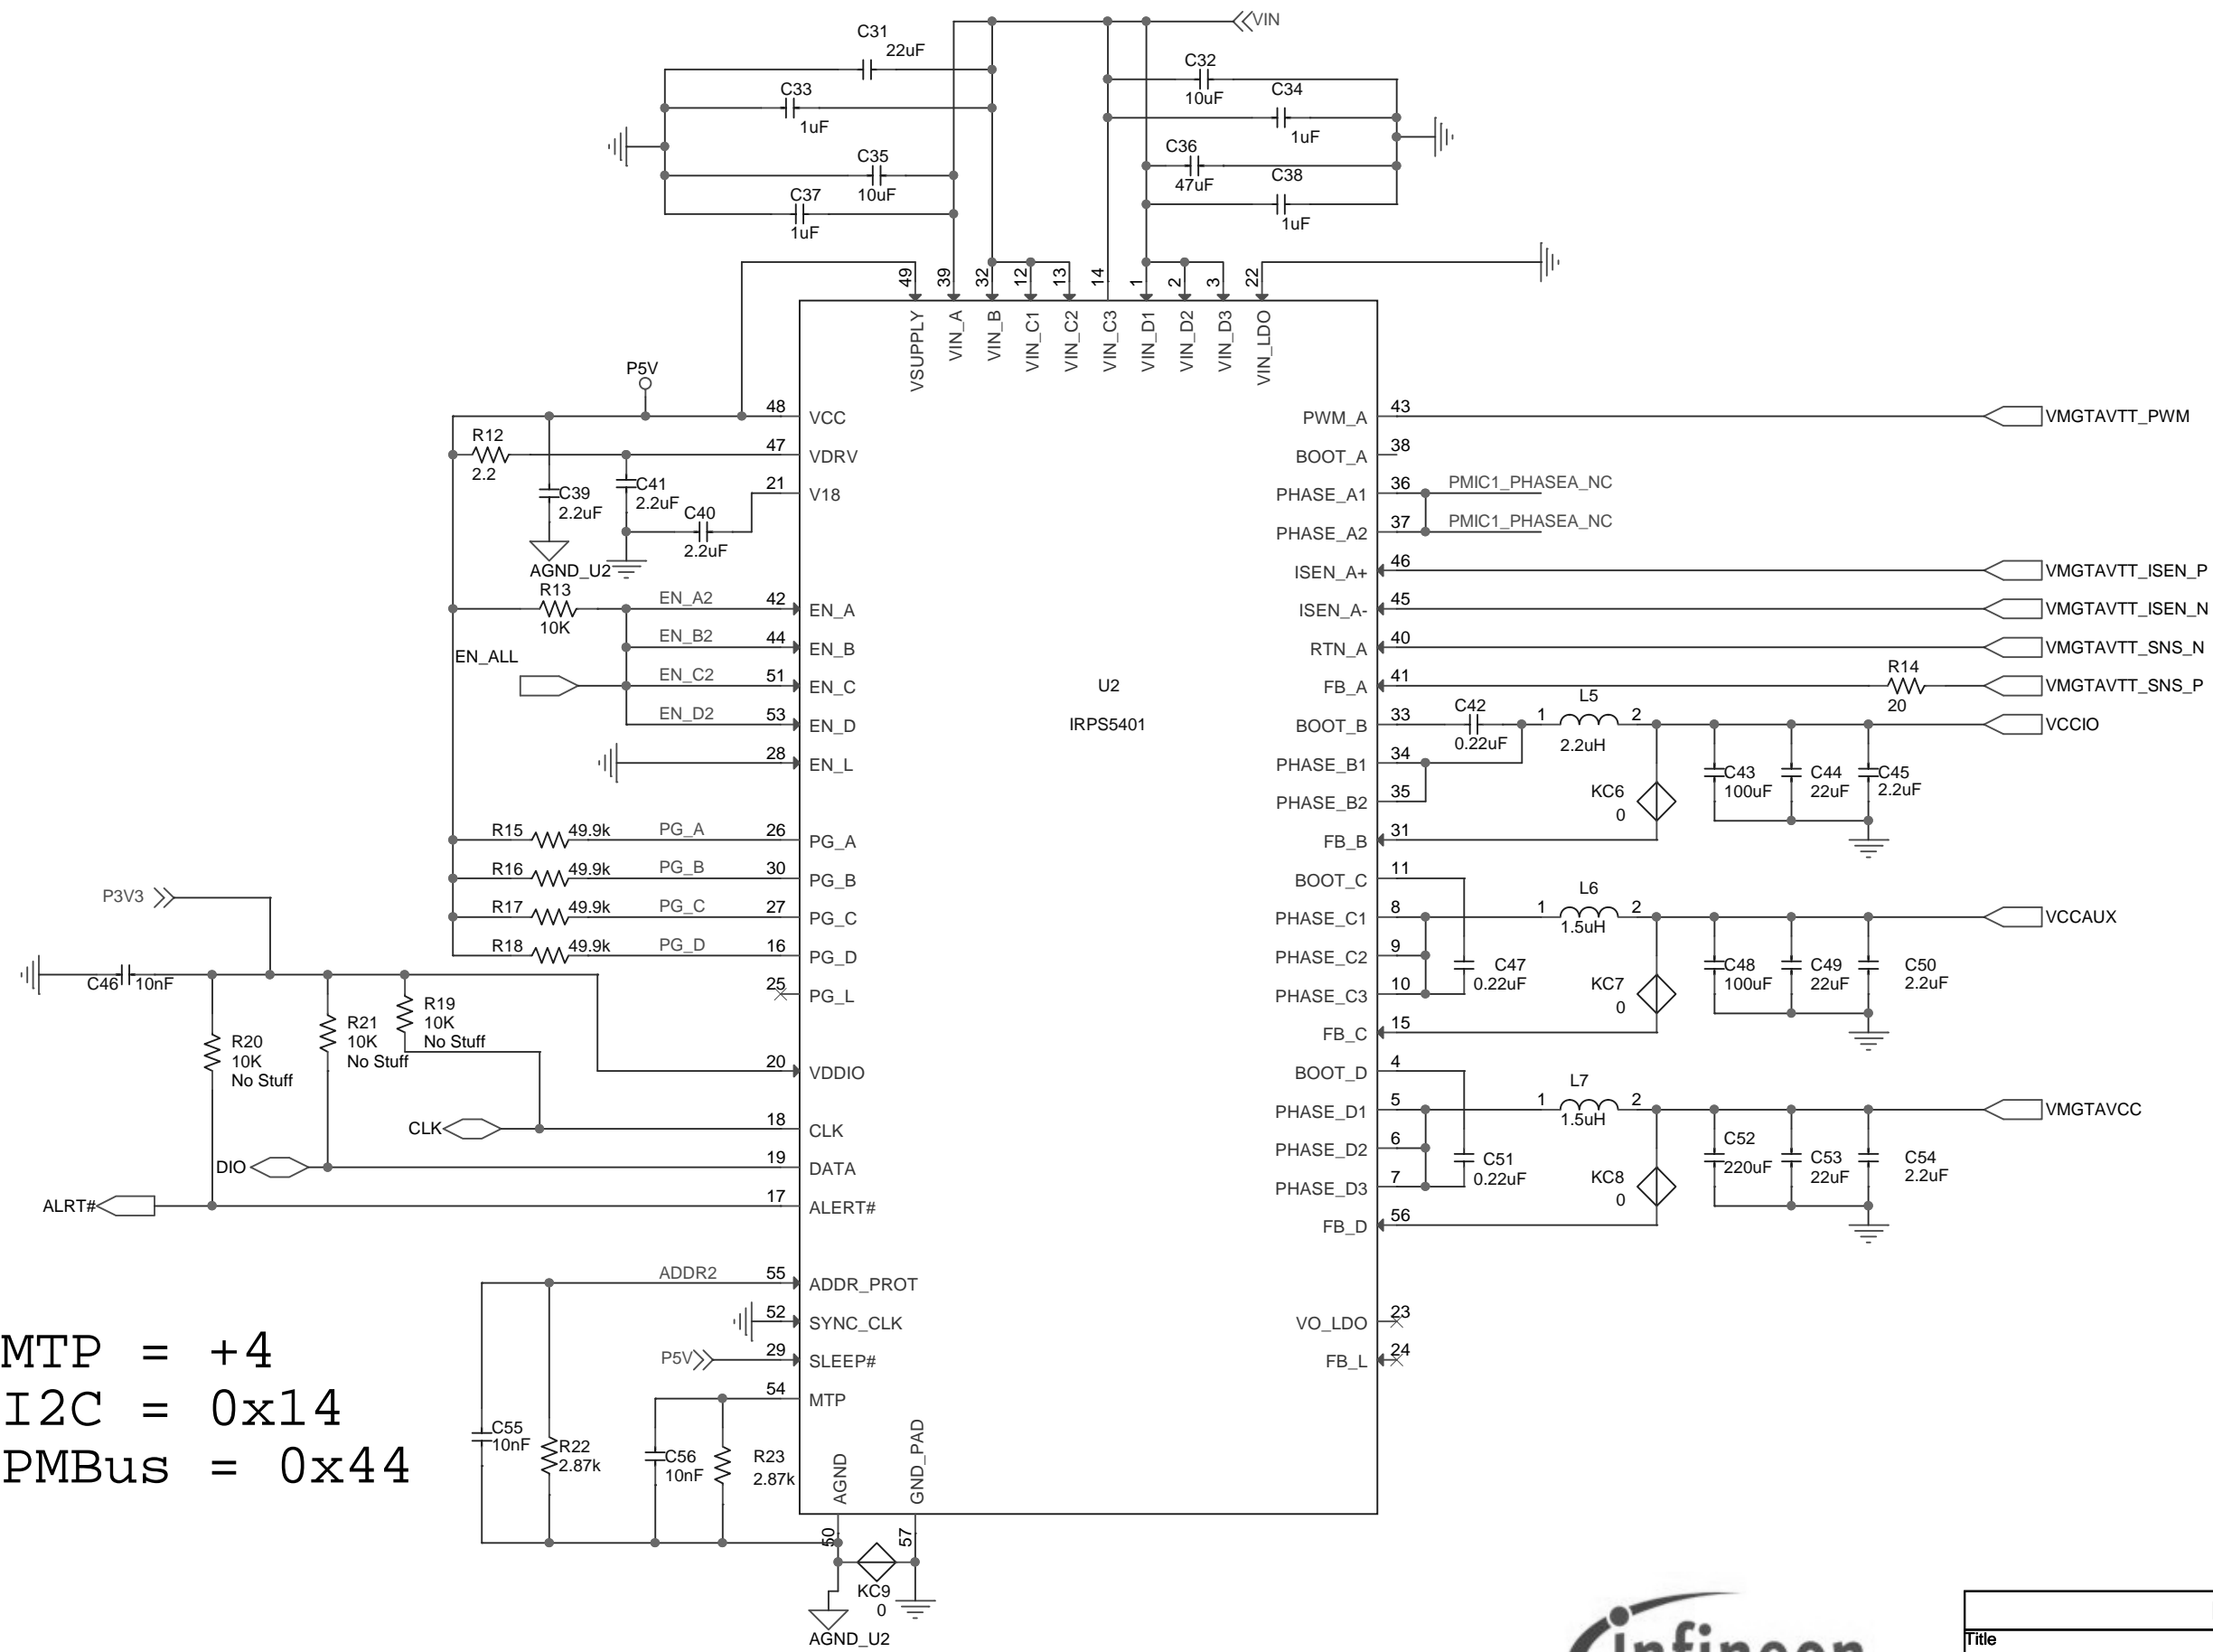 VIN
C31
22uF
C33
1uF
C35
10uF
C37
1uF
C32
10uF
C34
1uF
C36
47uF
C38
1uF
49
39
32
12
13
14
1
2
3
22
VSUPPLY
VIN_A
VIN_B
VIN_C1
VIN_C2
VIN_C3
VIN_D1
VIN_D2
VIN_D3
VIN_LDO
P5V
48 VCC
R12
2.2
47 VDRV
C39
2.2uF
C41
2.2uF
21 V18
C40
2.2uF
AGND_U2
R13
10K
EN_A2 42 EN_A
EN_B2 44 EN_B
EN_ALL
EN_C2 51 EN_C
EN_D2 53 EN_D
28 EN_L
R15 49.9k PG_A 26 PG_A
R16 49.9k PG_B 30 PG_B
R17 49.9k PG_C 27 PG_C
R18 49.9k PG_D 16 PG_D
25 PG_L
P3V3
C46 10nF
R20
10K
No Stuff
R21
10K
No Stuff
R19
10K
No Stuff
20 VDDIO
CLK 18 CLK
DIO 19 DATA
ALRT# 17 ALERT#
ADDR2 55 ADDR_PROT
52 SYNC_CLK
P5V 29 SLEEP#
54 MTP
C55
10nF
R22
2.87k
C56
10nF
R23
2.87k
AGND
GND_PAD
50
57
KC9
0
AGND_U2
MTP = +4
I2C = 0x14
PMBus = 0x44
U2
IRPS5401
PWM_A 43 VMGTAVTT_PWM
BOOT_A 38
PHASE_A1 36 PMIC1_PHASEA_NC
PHASE_A2 37 PMIC1_PHASEA_NC
ISEN_A+ 46 VMGTAVTT_ISEN_P
ISEN_A- 45 VMGTAVTT_ISEN_N
RTN_A 40 VMGTAVTT_SNS_N
FB_A 41 R14 VMGTAVTT_SNS_P
20
BOOT_B 33 C42 1 L5 2 VCCIO
0.22uF 2.2uH
PHASE_B1 34
PHASE_B2 35
KC6
0
C43
100uF
C44
22uF
C45
2.2uF
FB_B 31
BOOT_C 11
PHASE_C1 8 1 L6 2 VCCAUX
1.5uH
PHASE_C2 9
PHASE_C3 10
C47
0.22uF
KC7
0
C48
100uF
C49
22uF
C50
2.2uF
FB_C 15
BOOT_D 4
PHASE_D1 5 1 L7 2 VMGTAVCC
1.5uH
PHASE_D2 6
PHASE_D3 7
C51
0.22uF
KC8
0
C52
220uF
C53
22uF
C54
2.2uF
FB_D 56
VO_LDO 23
FB_L 24
infineon
Title